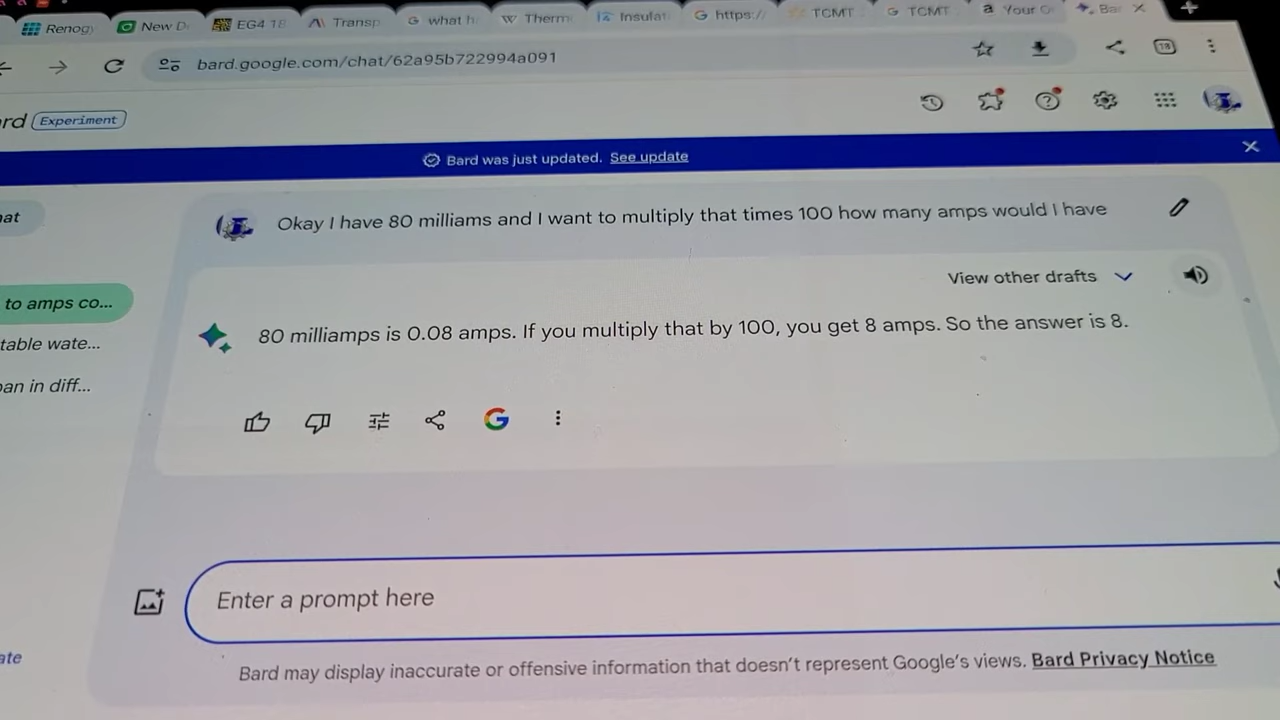 Renogy New D EG4 18 Transp what h Therm Insulat https:// TCMT TCMT Your O Ba
bard.google.com/chat/62a95b722994a091 18
rd Experiment
Bard was just updated. See update
at
Okay I have 80 milliams and I want to multiply that times 100 how many amps would I have
View other drafts
to amps co...
80 milliamps is 0.08 amps. If you multiply that by 100, you get 8 amps. So the answer is 8.
table wate...
an in diff...
Enter a prompt here
ate
Bard may display inaccurate or offensive information that doesn't represent Google's views. Bard Privacy Notice